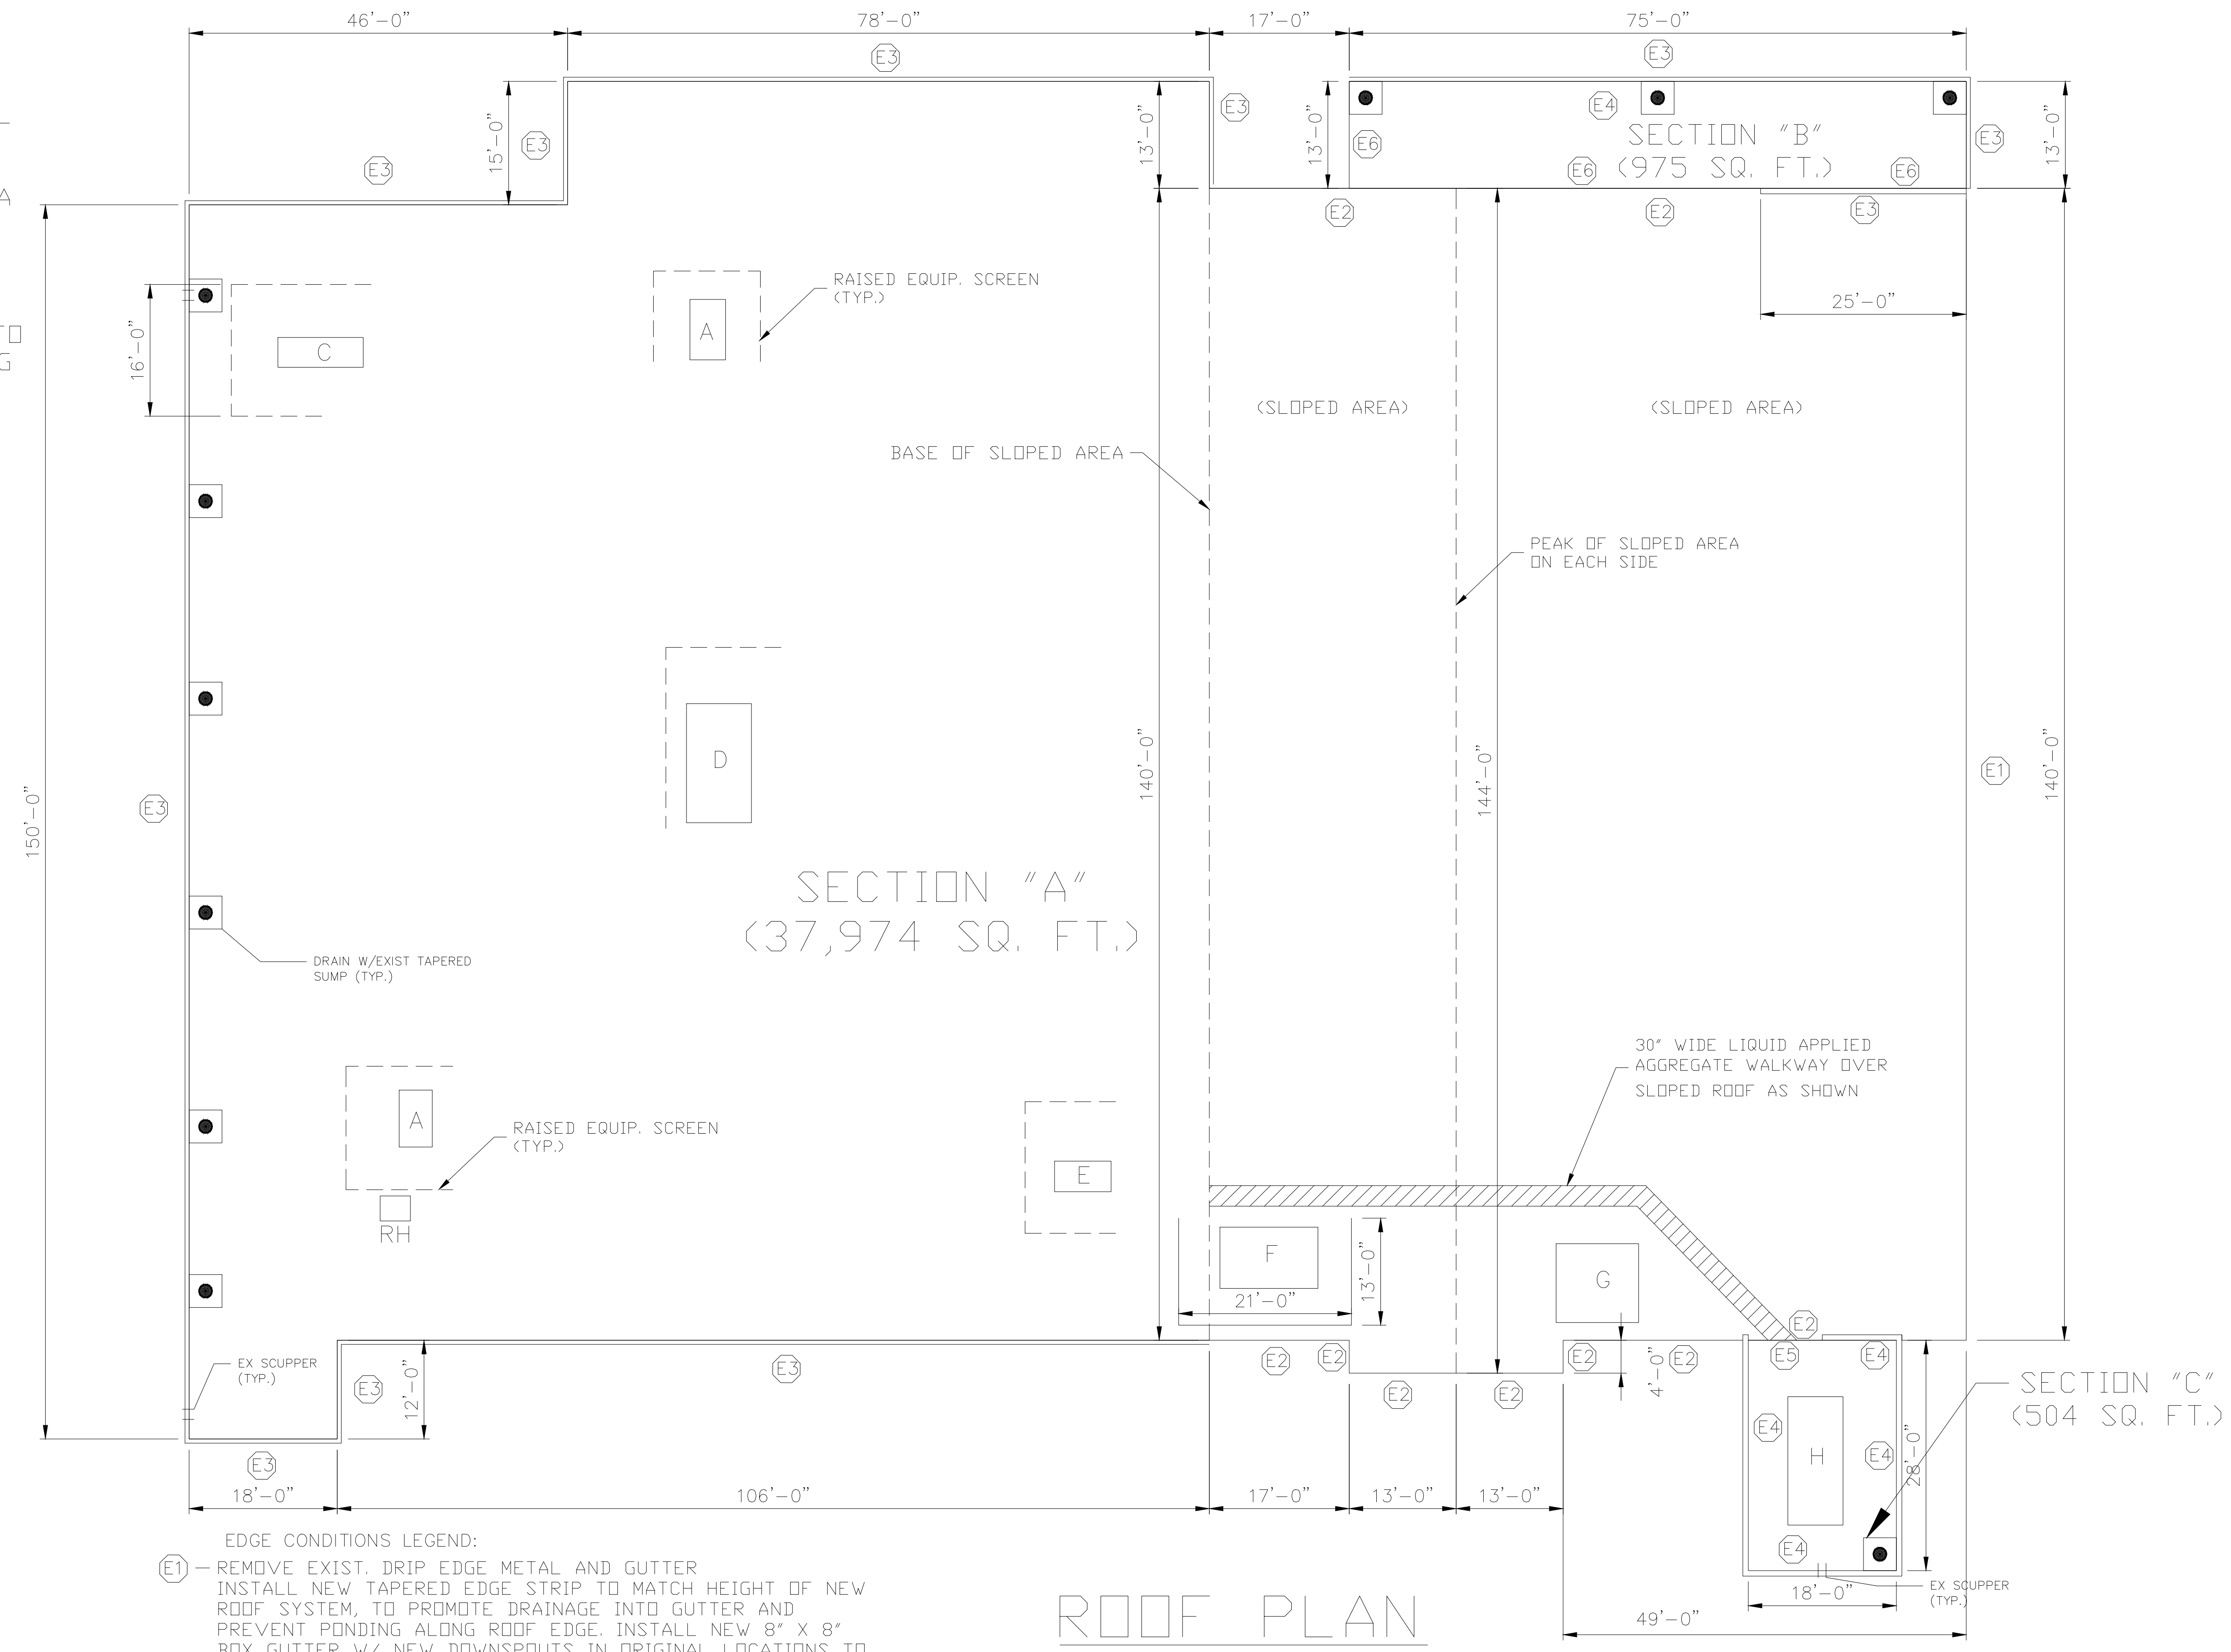 46'-0"
78'-0"
17'-0"
75'-0"
E3
E3
E3
E3
E3
E3
15'-0"
13'-0"
13'-0"
13'-0"
E4
E6
SECTION "B"
E6
(975 SQ. FT.)
E6
E2
E2
E3
A
G
RAISED EQUIP. SCREEN
(TYP.)
A
C
16'-0"
25'-0"
(SLOPED AREA)
(SLOPED AREA)
BASE OF SLOPED AREA
PEAK OF SLOPED AREA
ON EACH SIDE
D
140'-0"
144'-0"
140'-0"
E1
150'-0"
E3
SECTION "A"
(37,974 SQ. FT.)
DRAIN W/EXIST TAPERED
SUMP (TYP.)
30" WIDE LIQUID APPLIED
AGGREGATE WALKWAY OVER
SLOPED ROOF AS SHOWN
A
RAISED EQUIP. SCREEN
(TYP.)
E
RH
F
13'-0"
G
21'-0"
EX SCUPPER
(TYP.)
E3
12'-0"
E3
E2
E2
E2
E2
E2
4'-0"
E2
E2
E5
E4
SECTION "C"
(504 SQ. FT.)
E4
H
E4
28'-0"
E3
18'-0"
106'-0"
17'-0"
13'-0"
13'-0"
E4
18'-0"
EX SCUPPER
(TYP.)
49'-0"
EDGE CONDITIONS LEGEND:
E1 – REMOVE EXIST. DRIP EDGE METAL AND GUTTER
INSTALL NEW TAPERED EDGE STRIP TO MATCH HEIGHT OF NEW
ROOF SYSTEM, TO PROMOTE DRAINAGE INTO GUTTER AND
PREVENT PONDING ALONG ROOF EDGE. INSTALL NEW 8" X 8"
BOX GUTTER W/ NEW DOWNSPOUTS IN ORIGINAL LOCATIONS TO
ROOF PLAN